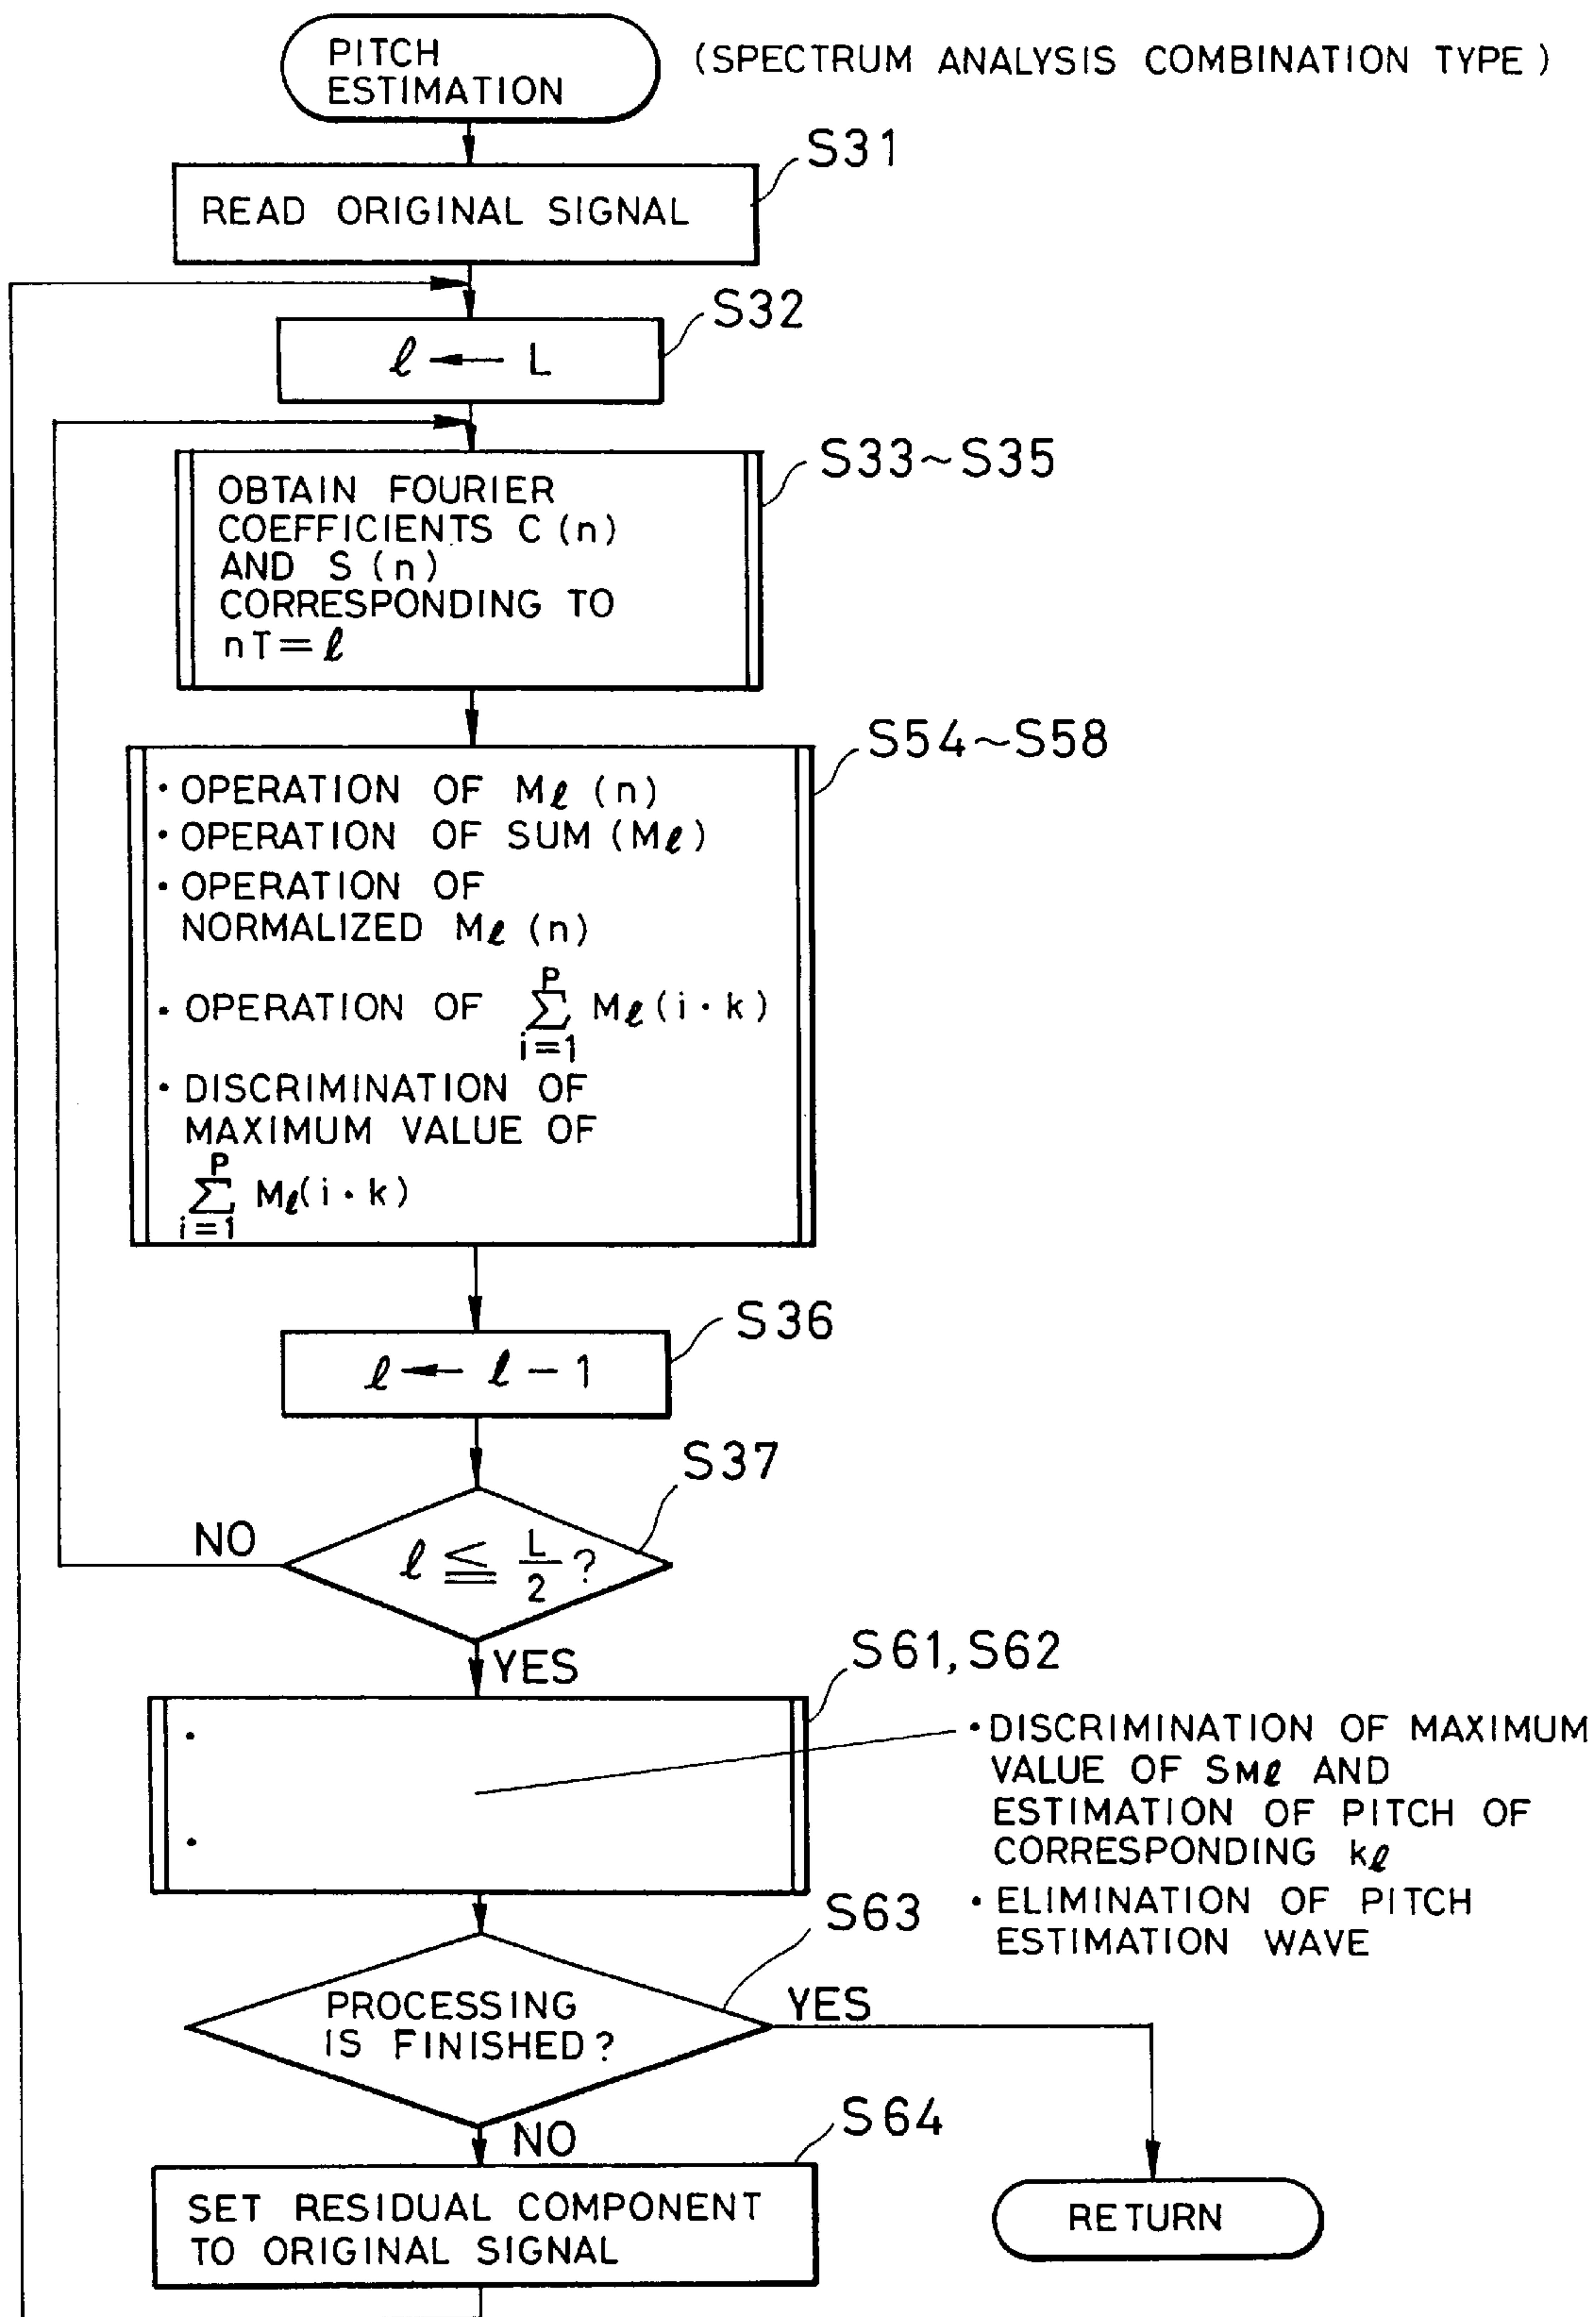 PITCH
ESTIMATION
(SPECTRUM ANALYSIS COMBINATION TYPE)
S31
READ ORIGINAL SIGNAL
S32
ℓ ← L
S33~S35
OBTAIN FOURIER
COEFFICIENTS C(n)
AND S(n)
CORRESPONDING TO
nT=ℓ
S54~S58
・OPERATION OF Mℓ(n)
・OPERATION OF SUM(Mℓ)
・OPERATION OF
NORMALIZED Mℓ(n)
・OPERATION OF P∑i=1 Mℓ(i・k)
・DISCRIMINATION OF
MAXIMUM VALUE OF
P∑i=1 Mℓ(i・k)
S36
ℓ ← ℓ - 1
S37
ℓ ≦ L/2 ?
NO
YES
S61, S62
・DISCRIMINATION OF MAXIMUM
VALUE OF SMℓ AND
ESTIMATION OF PITCH OF
CORRESPONDING kℓ
・ELIMINATION OF PITCH
ESTIMATION WAVE
S63
PROCESSING
IS FINISHED?
YES
NO
S64
SET RESIDUAL COMPONENT
TO ORIGINAL SIGNAL
RETURN